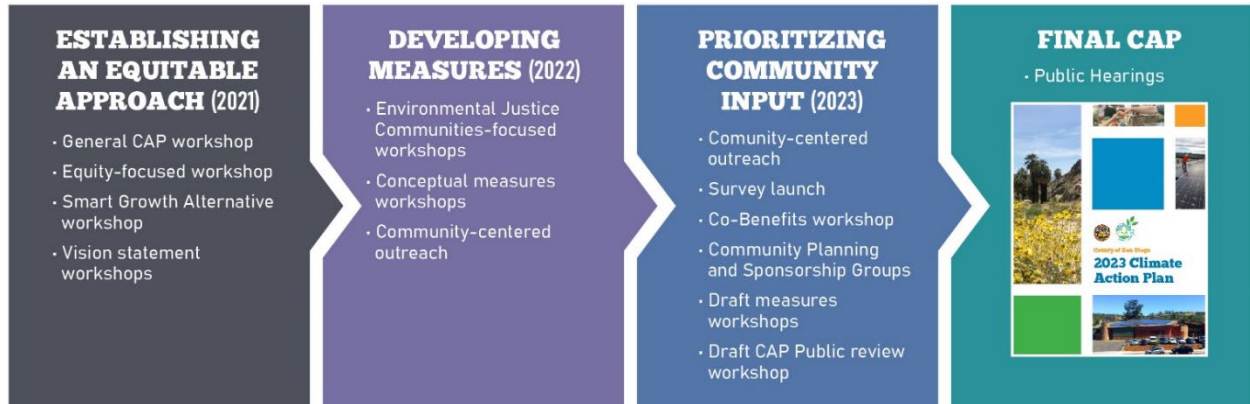 ESTABLISHING
AN EQUITABLE
APPROACH (2021)
• General CAP workshop
• Equity-focused workshop
• Smart Growth Alternative
workshop
• Vision statement
workshops
DEVELOPING
MEASURES (2022)
• Environmental Justice
Communities-focused
workshops
• Conceptual measures
workshops
• Community-centered
outreach
PRIORITIZING
COMMUNITY
INPUT (2023)
• Comunity-centered
outreach
• Survey launch
• Co-Benefits workshop
• Community Planning
and Sponsorship Groups
• Draft measures
workshops
• Draft CAP Public review
workshop
FINAL CAP
• Public Hearings
County of San Diego
2023 Climate
Action Plan